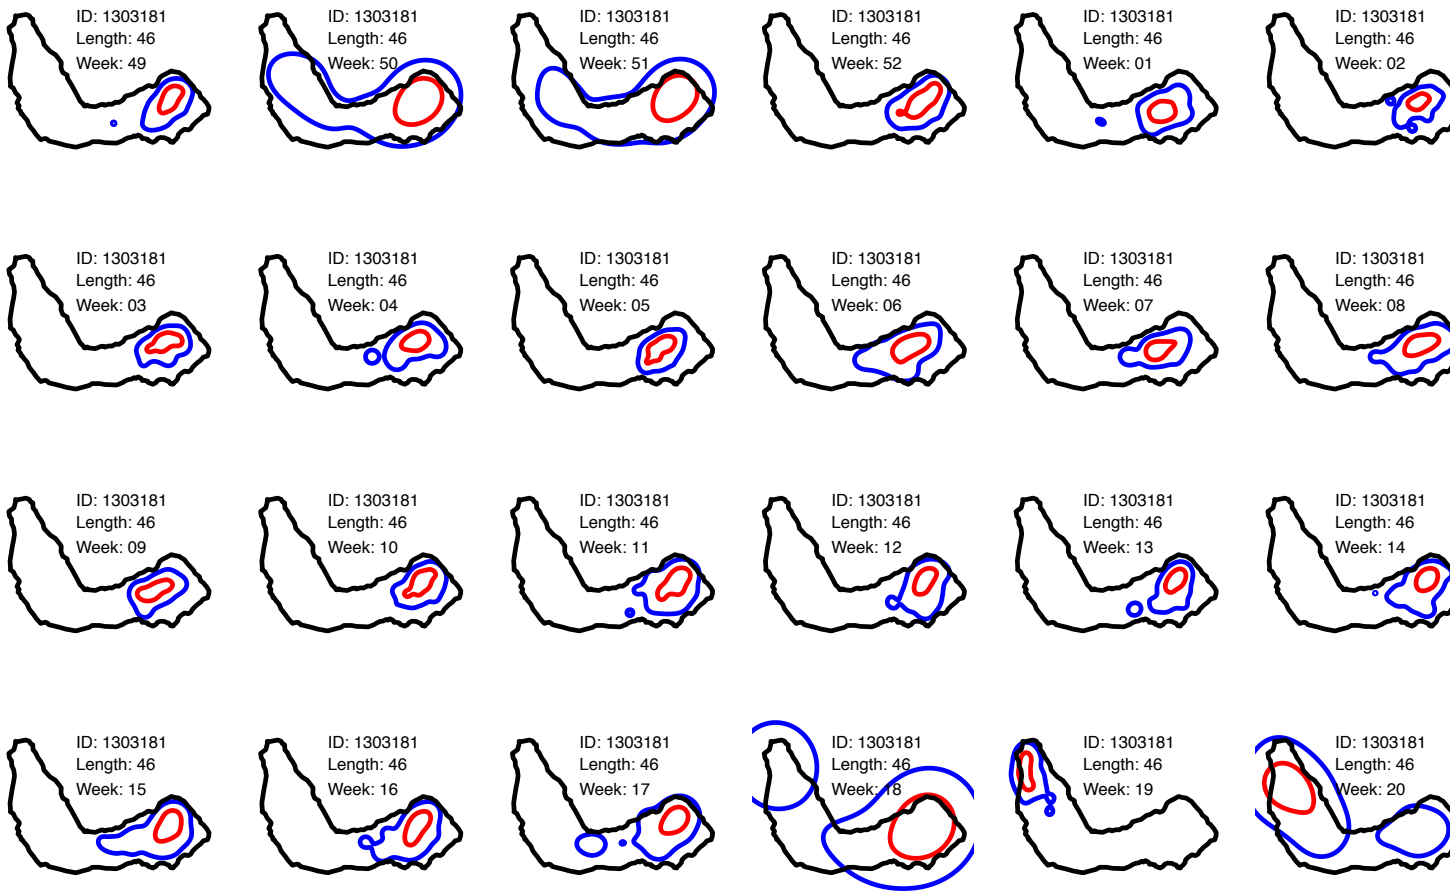 ID: 1303181
Length: 46
Week: 49
ID: 1303181
Length: 46
Week: 50
ID: 1303181
Length: 46
Week: 51
ID: 1303181
Length: 46
Week: 52
ID: 1303181
Length: 46
Week: 01
ID: 1303181
Length: 46
Week: 02
ID: 1303181
Length: 46
Week: 03
ID: 1303181
Length: 46
Week: 04
ID: 1303181
Length: 46
Week: 05
ID: 1303181
Length: 46
Week: 06
ID: 1303181
Length: 46
Week: 07
ID: 1303181
Length: 46
Week: 08
ID: 1303181
Length: 46
Week: 09
ID: 1303181
Length: 46
Week: 10
ID: 1303181
Length: 46
Week: 11
ID: 1303181
Length: 46
Week: 12
ID: 1303181
Length: 46
Week: 13
ID: 1303181
Length: 46
Week: 14
ID: 1303181
Length: 46
Week: 15
ID: 1303181
Length: 46
Week: 16
ID: 1303181
Length: 46
Week: 17
ID: 1303181
Length: 46
Week: 18
ID: 1303181
Length: 46
Week: 19
ID: 1303181
Length: 46
Week: 20